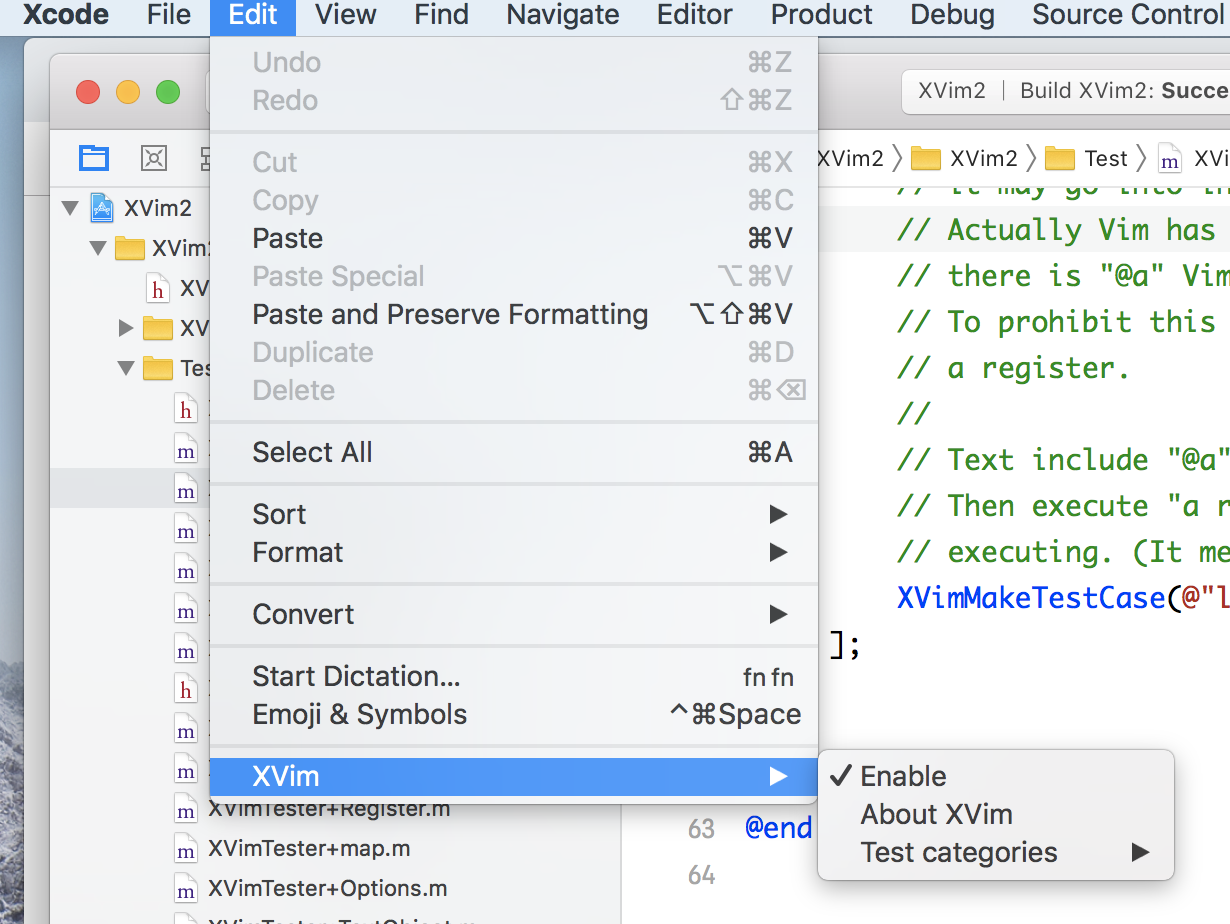 Xcode File Edit View Find Navigate Editor Product Debug Source Control
XVim2 | Build XVim2: Succe
XVim2 XVim2 Test m XVi
Undo ⌘Z
Redo ⇧⌘Z
Cut ⌘X
Copy ⌘C
Paste ⌘V
Paste Special ⌥⌘V
Paste and Preserve Formatting ⌥⇧⌘V
Duplicate ⌘D
Delete ⌘⌫
Select All ⌘A
Sort ▶
Format ▶
Convert ▶
Start Dictation... fn fn
Emoji & Symbols ^⌘Space
XVim ▶
✓ Enable
About XVim
Test categories ▶
XVim2
XVim2
h XV
XV
Tes
h
m
m
m
m
m
m
h
m
m
m XVimTester+Register.m
m XVimTester+map.m
m XVimTester+Options.m
// it may go into in
// Actually Vim has
// there is "@a" Vim
// To prohibit this
// a register.
//
// Text include "@a"
// Then execute "a r
// executing. (It me
XVimMakeTestCase(@"l
];
63 @end
64